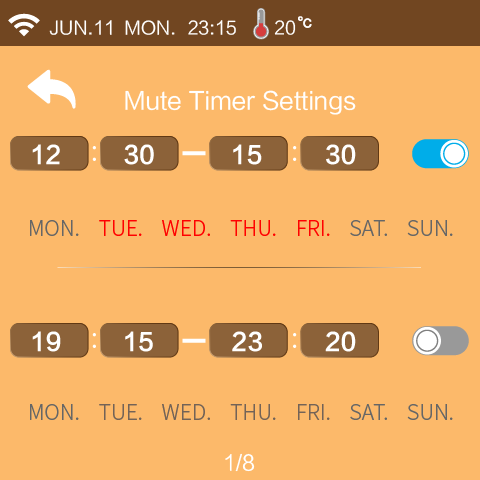 JUN.11 MON. 23:15 20℃
Mute Timer Settings
12 : 30 — 15 : 30
MON. TUE. WED. THU. FRI. SAT. SUN.
19 : 15 — 23 : 20
MON. TUE. WED. THU. FRI. SAT. SUN.
1/8